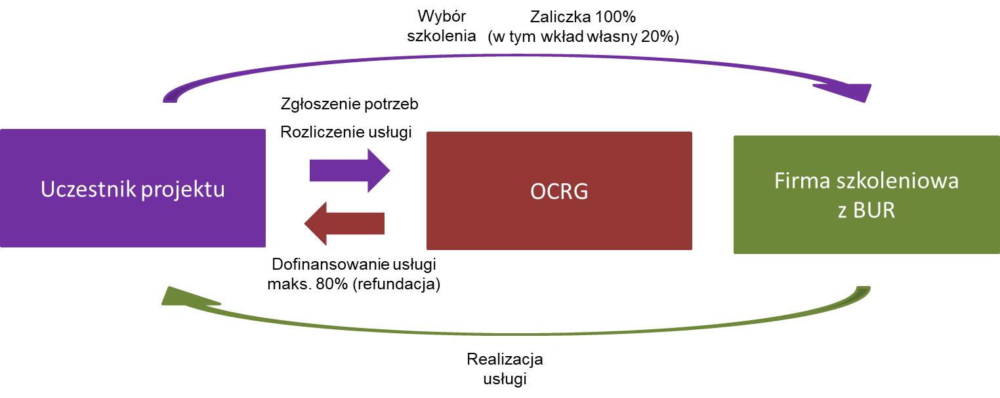 Wybór
szkolenia
Zaliczka 100%
(w tym wkład własny 20%)
Zgłoszenie potrzeb
Rozliczenie usługi
Uczestnik projektu
OCRG
Firma szkoleniowa
z BUR
Dofinansowanie usługi
maks. 80% (refundacja)
Realizacja
usługi